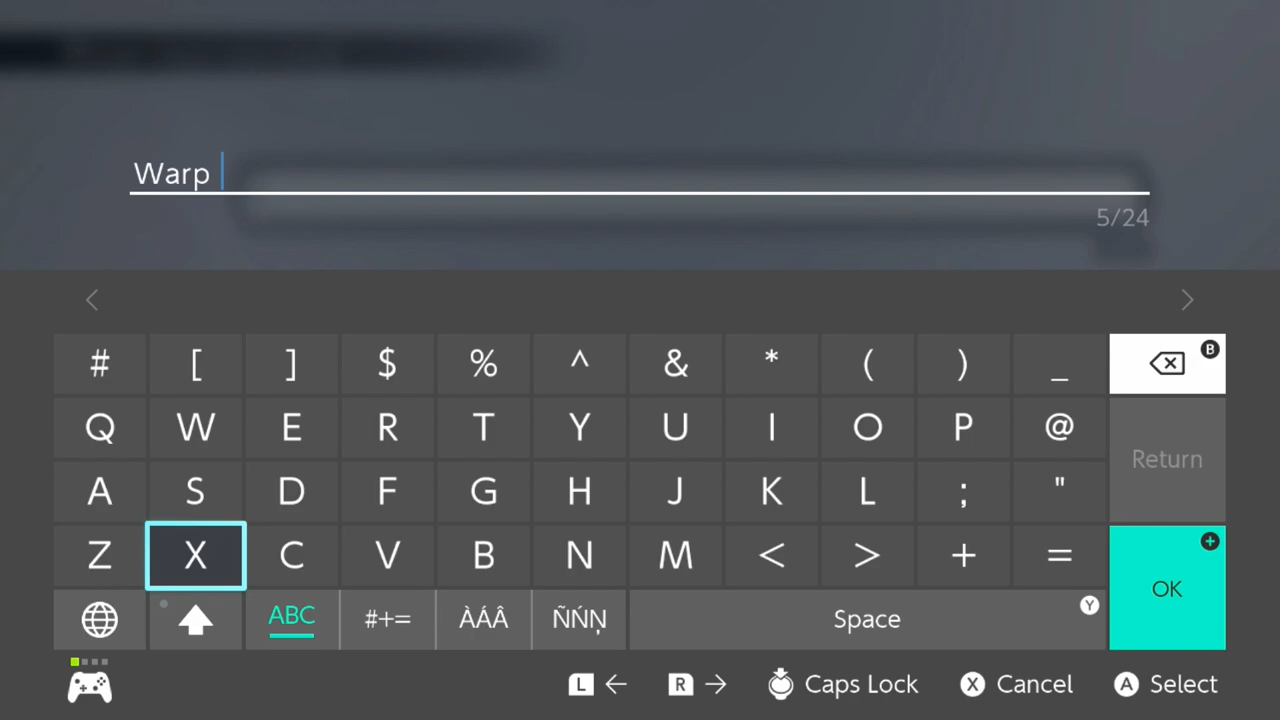 Warp
5/24
< >
# [ ] $ % ^ & * ( ) _ B
Q W E R T Y U I O P @
Return
A S D F G H J K L ; "
Z X C V B N M < > + = +
OK
ABC #+= ÀÁÂ ÑŃŅ Space Y
L ← R → Caps Lock X Cancel A Select